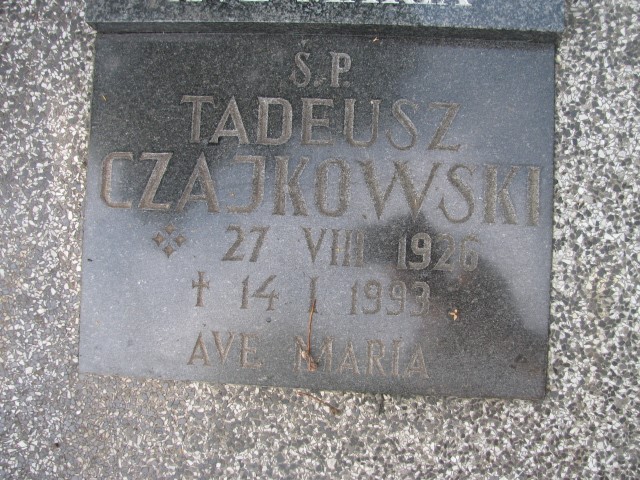 Ś.P.
TADEUSZ
CZAJKOWSKI
27 VIII 1926
† 14 I 1993
AVE MARIA